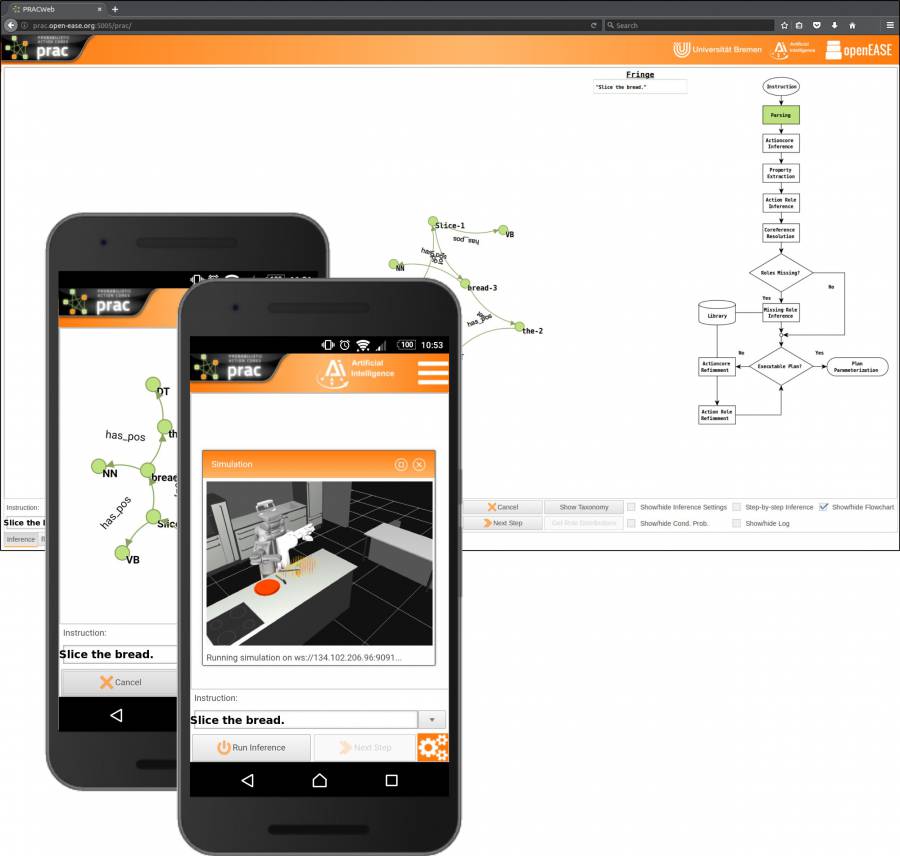 PRACWeb
prac.open-ease.org:5005/prac/
Search
PROBABILISTIC
ACTION CORES
prac
Universität Bremen
Artificial
Intelligence
openEASE
Fringe
"Slice the bread."
Instruction
Parsing
Actioncore
Inference
Property
Extraction
Action Role
Inference
Coreference
Resolution
Roles Missing?
No
Yes
Missing Role
Inference
Library
No
Executable Plan?
Yes
Plan
Parameterization
Actioncore
Refinement
Action Role
Refinement
Slice-1
VB
has_pos
NN
has_pos
bread-3
has_pos
the-2
Instruction:
Slice the
Inference
Cancel
Show Taxonomy
Show/hide Inference Settings
Step-by-step Inference
Show/hide Flowchart
Next Step
Get Role Distributions
Show/hide Cond. Prob.
Show/hide Log
PROBABILISTIC
ACTION CORES
prac
DT
has_pos
th
NN
brea
has_pos
Slic
VB
Instruction:
Slice the bread.
Cancel
100
10:53
PROBABILISTIC
ACTION CORES
prac
Artificial
Intelligence
Simulation
Running simulation on ws://134.102.206.96:9091...
Instruction:
Slice the bread.
Run Inference
Next Step